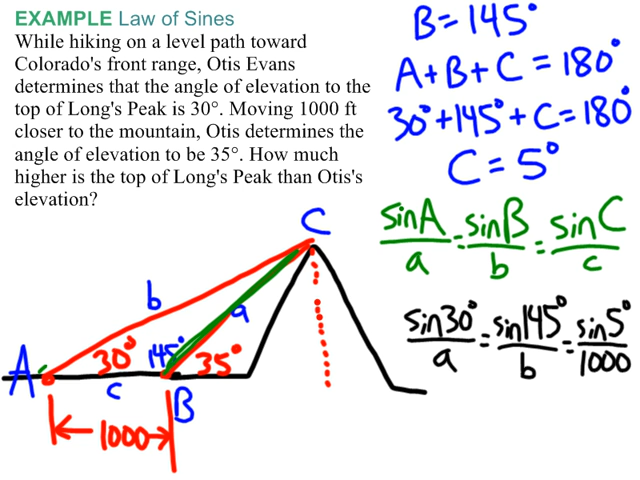 EXAMPLE Law of Sines
While hiking on a level path toward
Colorado's front range, Otis Evans
determines that the angle of elevation to the
top of Long's Peak is 30°. Moving 1000 ft
closer to the mountain, Otis determines the
angle of elevation to be 35°. How much
higher is the top of Long's Peak than Otis's
elevation?
B = 145°
A + B + C = 180°
30° + 145° + C = 180°
C = 5°
sinA/a = sinB/b = sinC/c
sin30°/a = sin145°/b = sin5°/1000
C
b
a
A
30°
145°
35°
c
B
1000